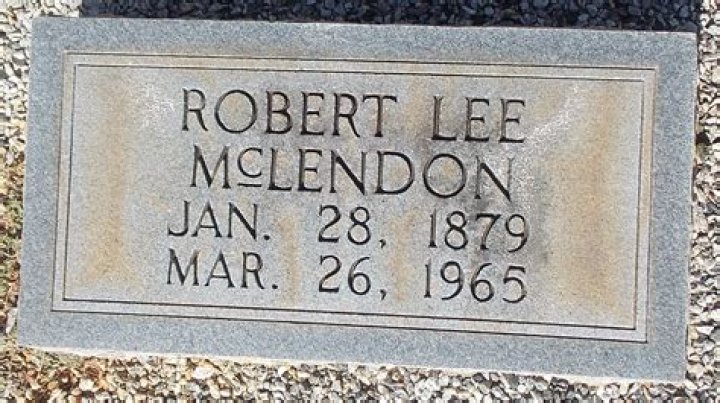 ROBERT LEE
McLENDON
JAN. 28, 1879
MAR. 26, 1965